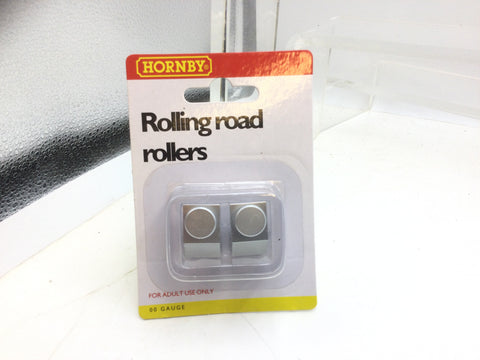 HORNBY®
Rolling road
rollers
FOR ADULT USE ONLY
00 GAUGE